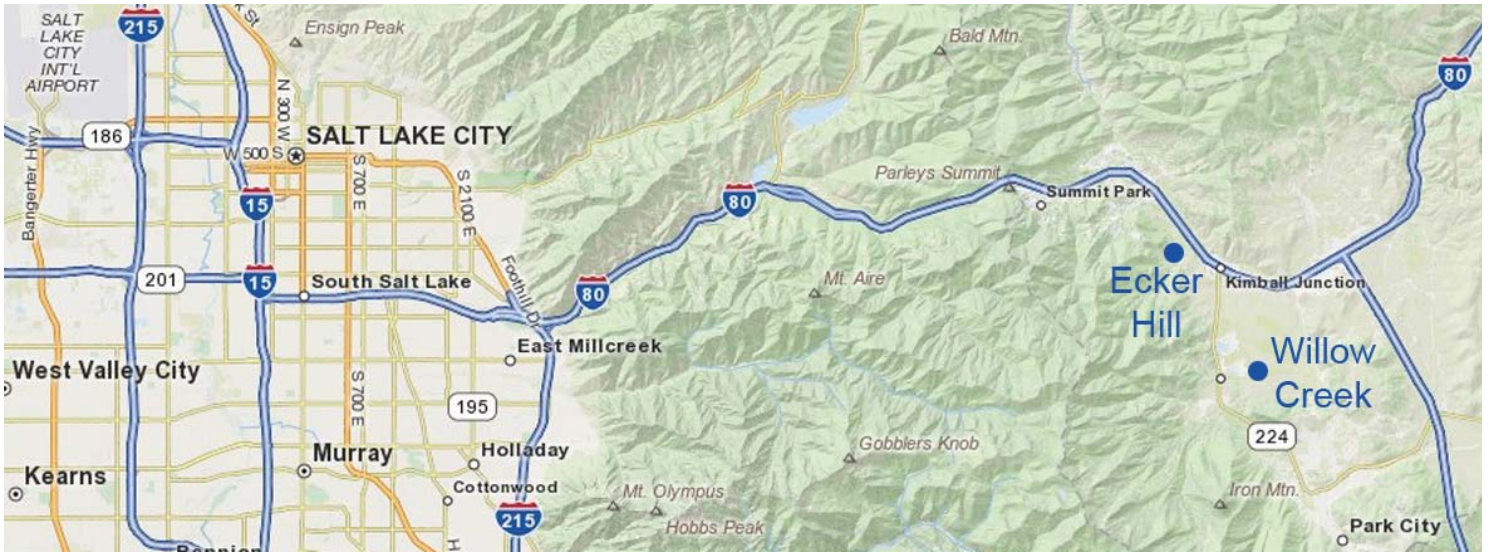 SALT
LAKE
CITY
INT'L
AIRPORT
215
Ensign Peak
Bald Mtn.
80
Bangerter Hwy
186
N 300 W
SALT LAKE CITY
W 500 S
S 700 E
S 2100 E
Parleys Summit
Summit Park
15
80
201
15
South Salt Lake
Foothill Dr
80
Mt. Aire
Ecker
Hill
Kimball Junction
East Millcreek
Willow
Creek
West Valley City
S 700 E
195
224
Murray
Holladay
Gobblers Knob
Kearns
Cottonwood
Mt. Olympus
Iron Mtn.
215
Hobbs Peak
Park City